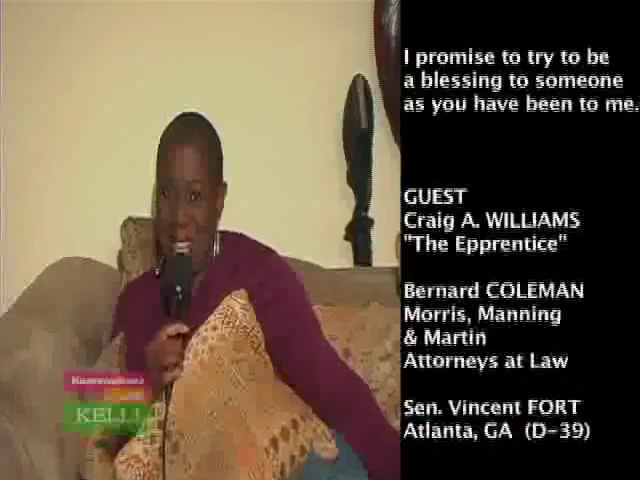 I promise to try to be
a blessing to someone
as you have been to me.
GUEST
Craig A. WILLIAMS
"The Epprentice"
Bernard COLEMAN
Morris, Manning
& Martin
Attorneys at Law
Sen. Vincent FORT
Atlanta, GA (D-39)
KELLI